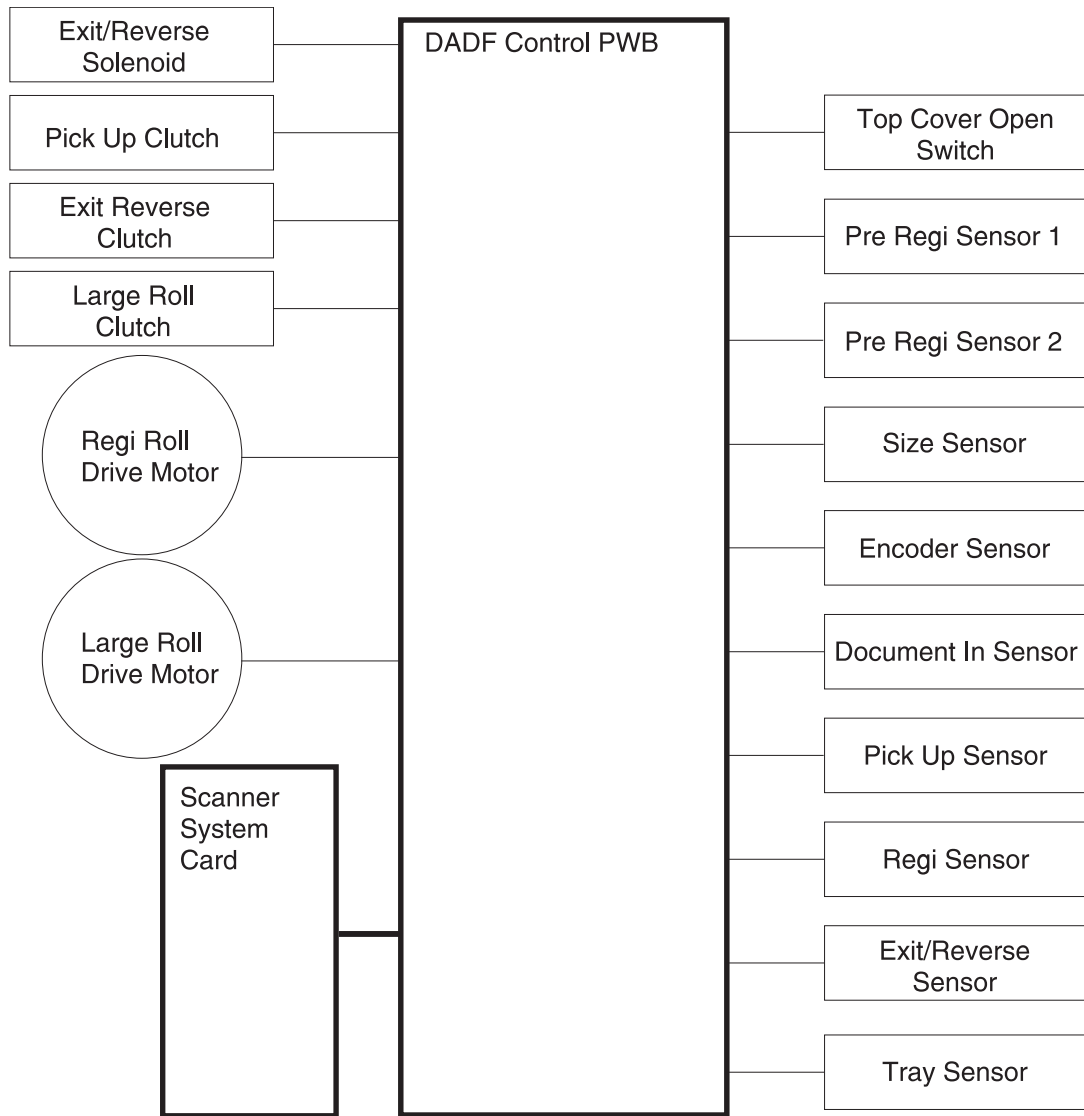 Exit/Reverse
Solenoid
Pick Up Clutch
Exit Reverse
Clutch
Large Roll
Clutch
Regi Roll
Drive Motor
Large Roll
Drive Motor
Scanner
System
Card
DADF Control PWB
Top Cover Open
Switch
Pre Regi Sensor 1
Pre Regi Sensor 2
Size Sensor
Encoder Sensor
Document In Sensor
Pick Up Sensor
Regi Sensor
Exit/Reverse
Sensor
Tray Sensor